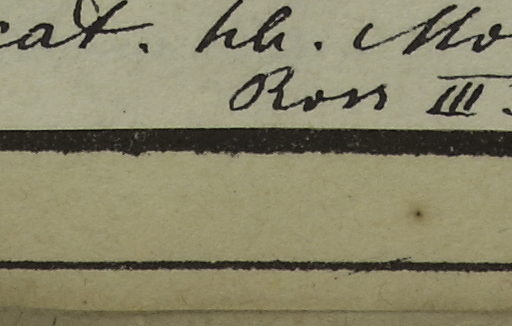 cat. hh. Mo
Ross III